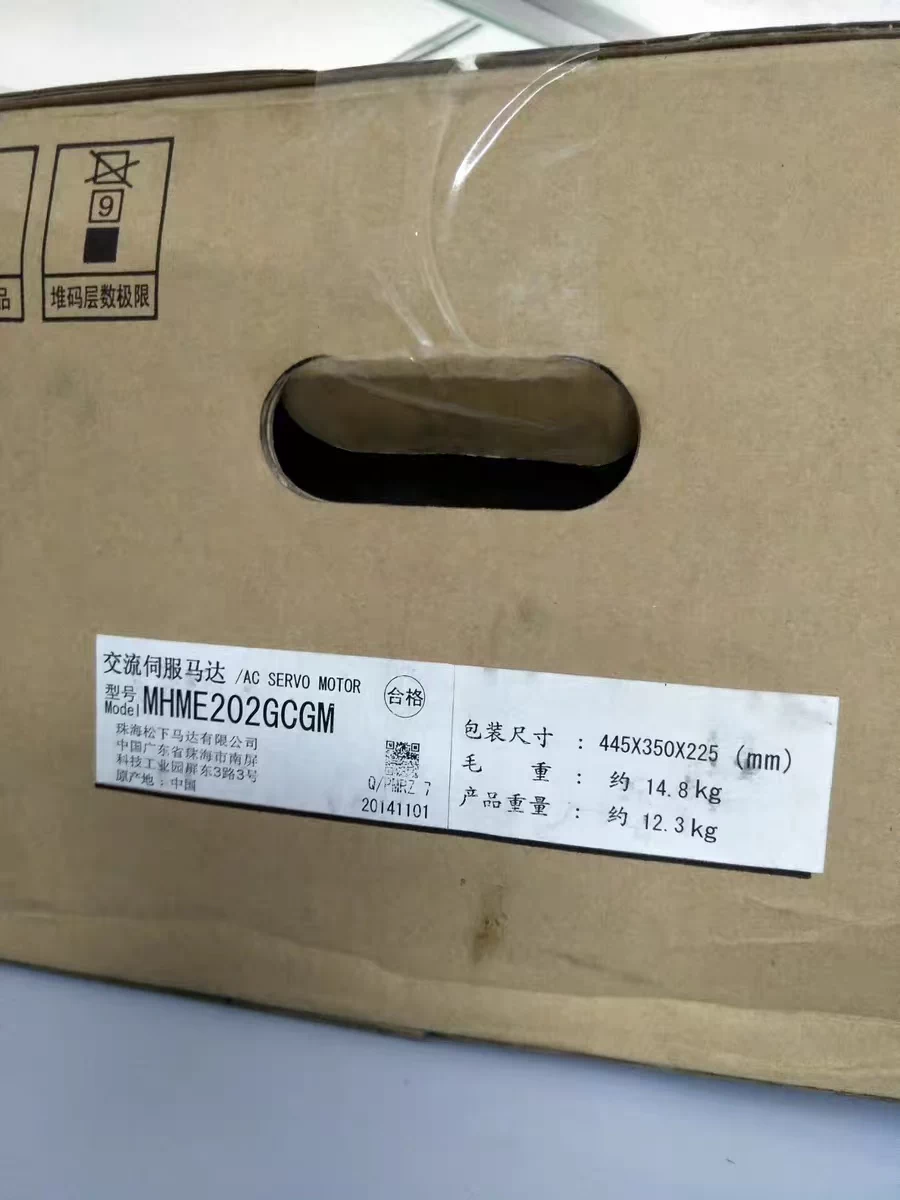 9
品
堆码层数极限
交流伺服马达 /AC SERVO MOTOR
合格
型号
Model MHME202GCGM
珠海松下马达有限公司
中国广东省珠海市南屏
科技工业园屏东3路3号
原产地: 中国
Q/PMRZ 7
20141101
包装尺寸 : 445X350X225 (mm)
毛 重 : 约 14.8kg
产品重量 : 约 12.3kg